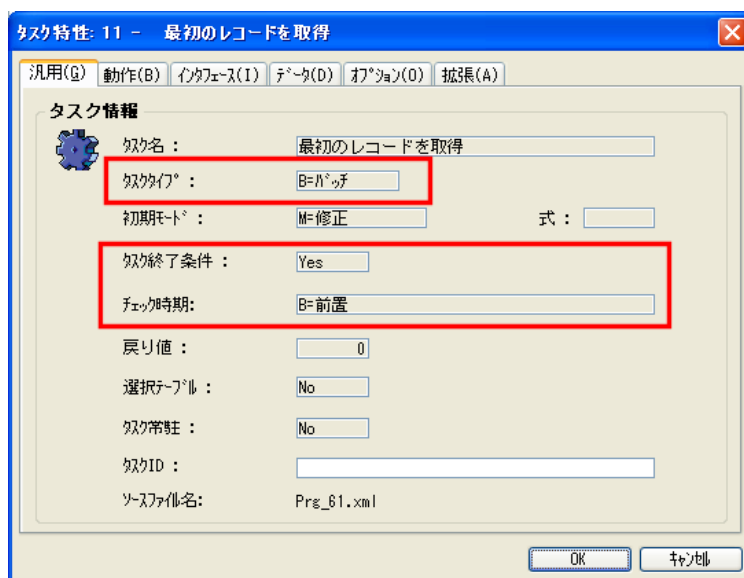 ﾀｽｸ特性: 11 - 最初のレコードを取得
汎用(G) 動作(B) ｲﾝﾀﾌｪｰｽ(I) ﾃﾞｰﾀ(D) ｵﾌﾟｼｮﾝ(O) 拡張(A)
タスク情報
ﾀｽｸ名 : 最初のレコードを取得
ﾀｽｸﾀｲﾌﾟ : B=ﾊﾞｯﾁ
初期ﾓｰﾄﾞ : M=修正 式 :
ﾀｽｸ終了条件 : Yes
ﾁｪｯｸ時期: B=前置
戻り値 : 0
選択ﾃｰﾌﾞﾙ : No
ﾀｽｸ常駐 : No
ﾀｽｸID :
ｿｰｽﾌｧｲﾙ名: Prg_61.xml
OK ｷｬﾝｾﾙ